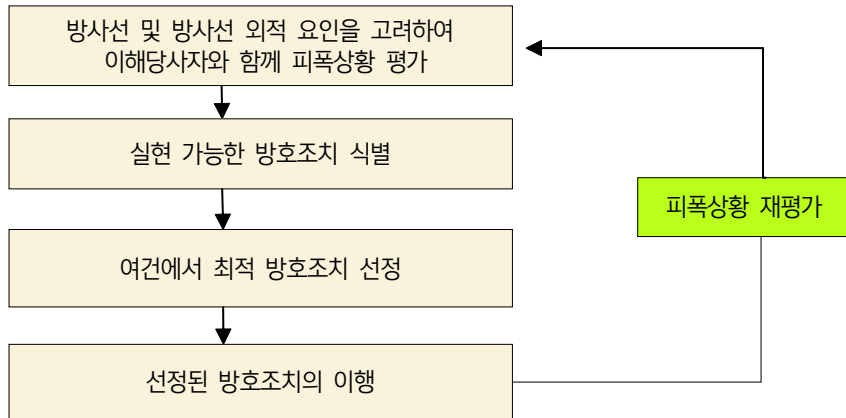 방사선 및 방사선 외적 요인을 고려하여
이해당사자와 함께 피폭상황 평가
실현 가능한 방호조치 식별
피폭상황 재평가
여건에서 최적 방호조치 선정
선정된 방호조치의 이행